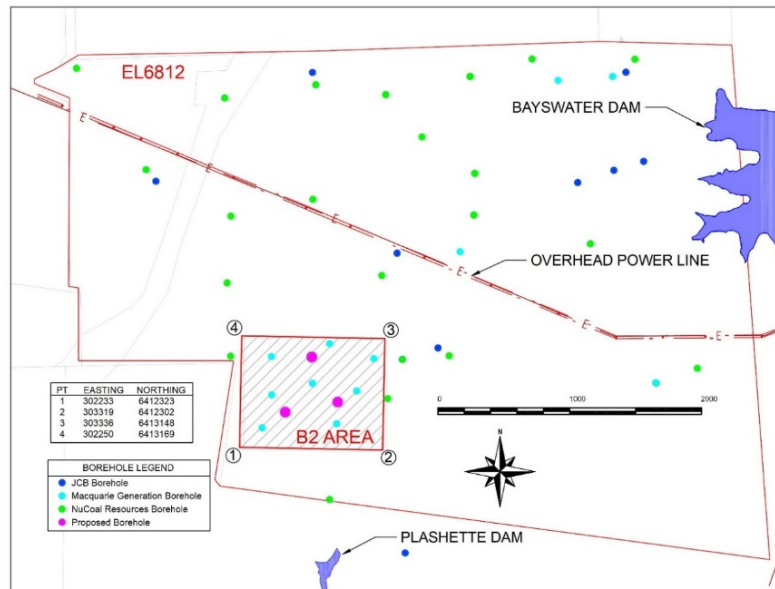 EL6812
BAYSWATER DAM
E
E
E
OVERHEAD POWER LINE
E
E
E
4
3
PT EASTING NORTHING
1 302233 6412323
2 303319 6412302
3 303336 6413148
4 302250 6413169
0 1000 2000
B2 AREA
1
2
N
BOREHOLE LEGEND
JCB Borehole
Macquarie Generation Borehole
NuCoal Resources Borehole
Proposed Borehole
PLASHETTE DAM